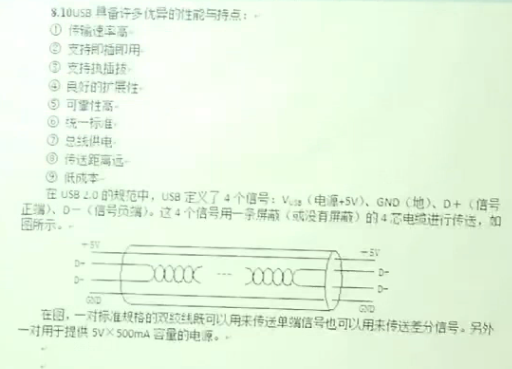 8.10USB 具备许多优异的性能与特点：
① 传输速率高
② 支持即插即用
③ 支持热插拔
④ 良好的扩展性
⑤ 可靠性高
⑥ 统一标准
⑦ 总线供电
⑧ 传送距离远
⑨ 低成本
在 USB 2.0 的规范中，USB 定义了 4 个信号：（电源+5V）、GND（地）、D＋（信号
正端）、D－（信号负端）。这 4 个信号用一条屏蔽（或没有屏蔽）的 4 芯电缆进行传送，如
图所示。
＋5V ＋5V
D+ D+
D- D-
GND GND
在图，一对标准规格的双绞线既可以用来传送单端信号也可以用来传送差分信号。另外
一对用于提供 5V×500mA 容量的电源。